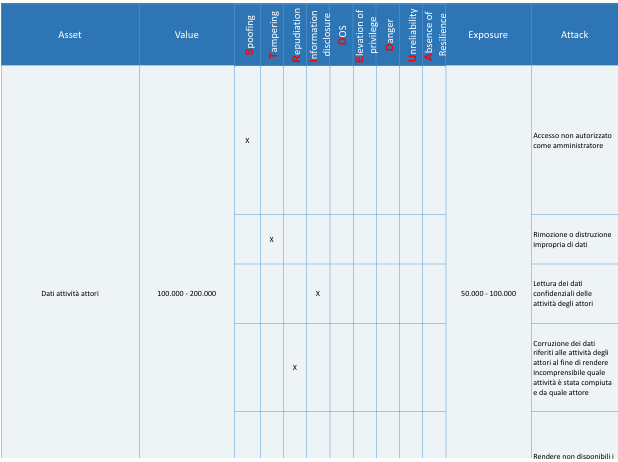 Asset
Value
Spoofing
Tampering
Repudiation
Information
disclosure
DOS
Elevation of
privilege
Danger
Unreliability
Absence of
Resilience
Exposure
Attack
Dati attività attori
100.000 - 200.000
X
Accesso non autorizzato
come amministratore
X
Rimozione o distruzione
impropria di dati
X
50.000 - 100.000
Lettura dei dati
confidenziali delle
attività degli attori
X
Corruzione dei dati
riferiti alle attività degli
attori al fine di rendere
incomprensibile quale
attività è stata compiuta
e da quale attore
Rendere non disponibili i